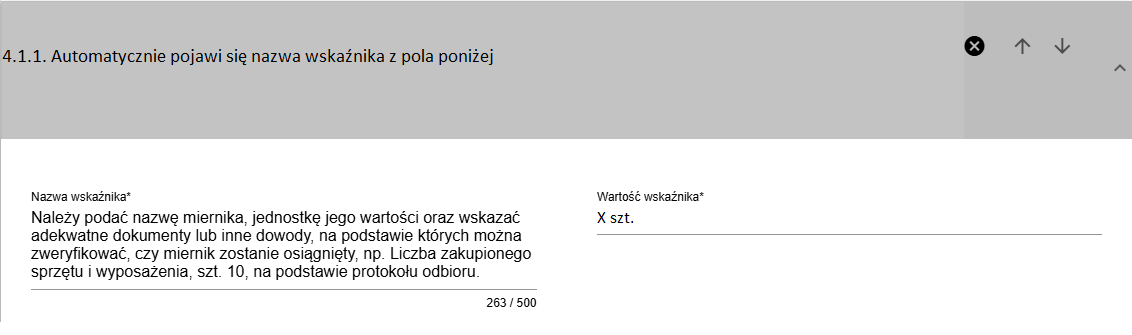 4.1.1. Automatycznie pojawi się nazwa wskaźnika z pola poniżej
Nazwa wskaźnika*
Należy podać nazwę miernika, jednostkę jego wartości oraz wskazać
adekwatne dokumenty lub inne dowody, na podstawie których można
zweryfikować, czy miernik zostanie osiągnięty, np. Liczba zakupionego
sprzętu i wyposażenia, szt. 10, na podstawie protokołu odbioru.
263 / 500
Wartość wskaźnika*
X szt.